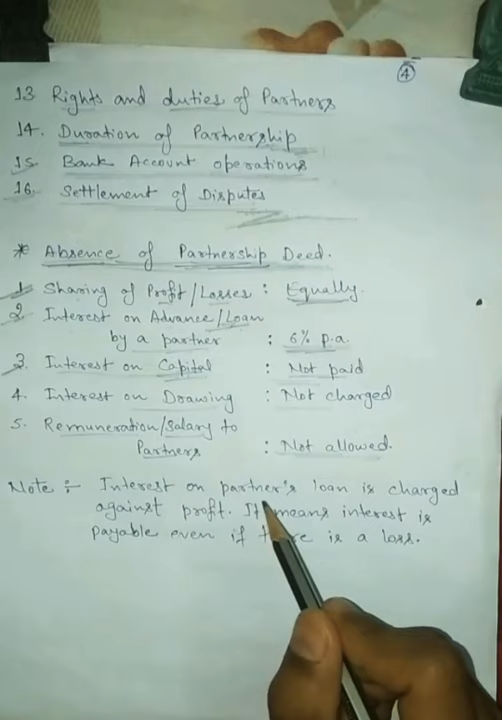 4
13. Rights and duties of Partners
14. Duration of Partnership
15. Bank Account operations
16. Settlement of Disputes
* Absence of Partnership Deed.
1. Sharing of Profit/Losses : Equally.
2. Interest on Advance/Loan
by a partner : 6% p.a.
3. Interest on Capital : Not paid
4. Interest on Drawing : Not charged
5. Remuneration/Salary to
Partners : Not allowed.
Note :- Interest on partner's loan is charged
against profit. It means interest is
payable even if there is a loss.